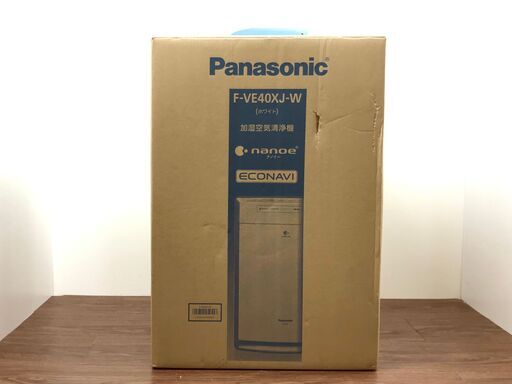 Panasonic
F-VE40XJ-W
(ホワイト)
加湿空気清浄機
nanoe
ナノイー
ECONAVI
Panasonic